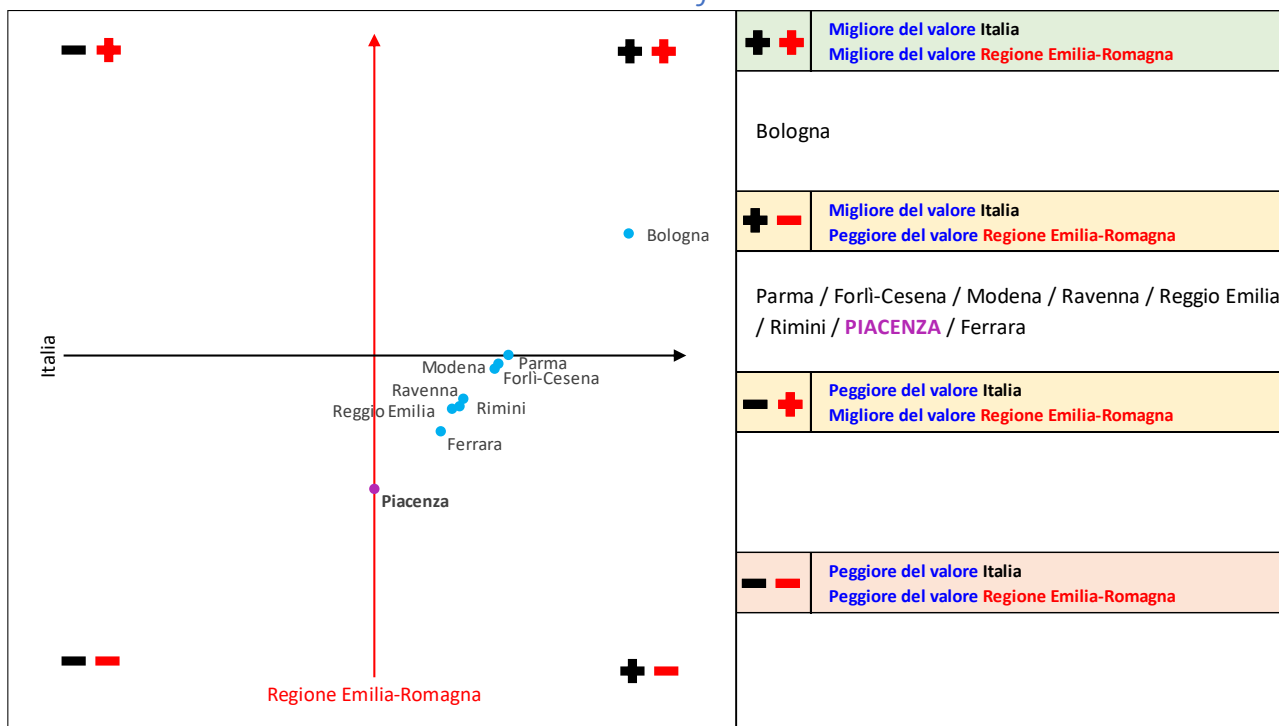 Italia
Bologna
Parma
Modena
Forlì-Cesena
Ravenna
Reggio Emilia
Rimini
Ferrara
Piacenza
Regione Emilia-Romagna
Migliore del valore Italia
Migliore del valore Regione Emilia-Romagna
Bologna
Migliore del valore Italia
Peggiore del valore Regione Emilia-Romagna
Parma / Forlì-Cesena / Modena / Ravenna / Reggio Emilia
/ Rimini / PIACENZA / Ferrara
Peggiore del valore Italia
Migliore del valore Regione Emilia-Romagna
Peggiore del valore Italia
Peggiore del valore Regione Emilia-Romagna